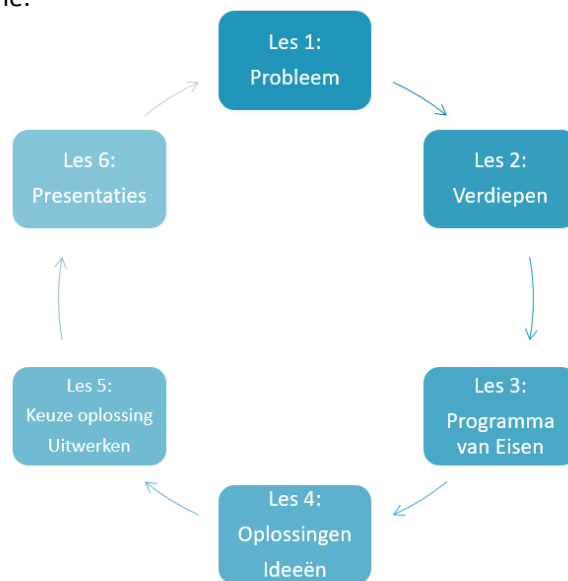 Les 1:
Probleem
Les 2:
Verdiepen
Les 3:
Programma
van Eisen
Les 4:
Oplossingen
Ideeën
Les 5:
Keuze oplossing
Uitwerken
Les 6:
Presentaties